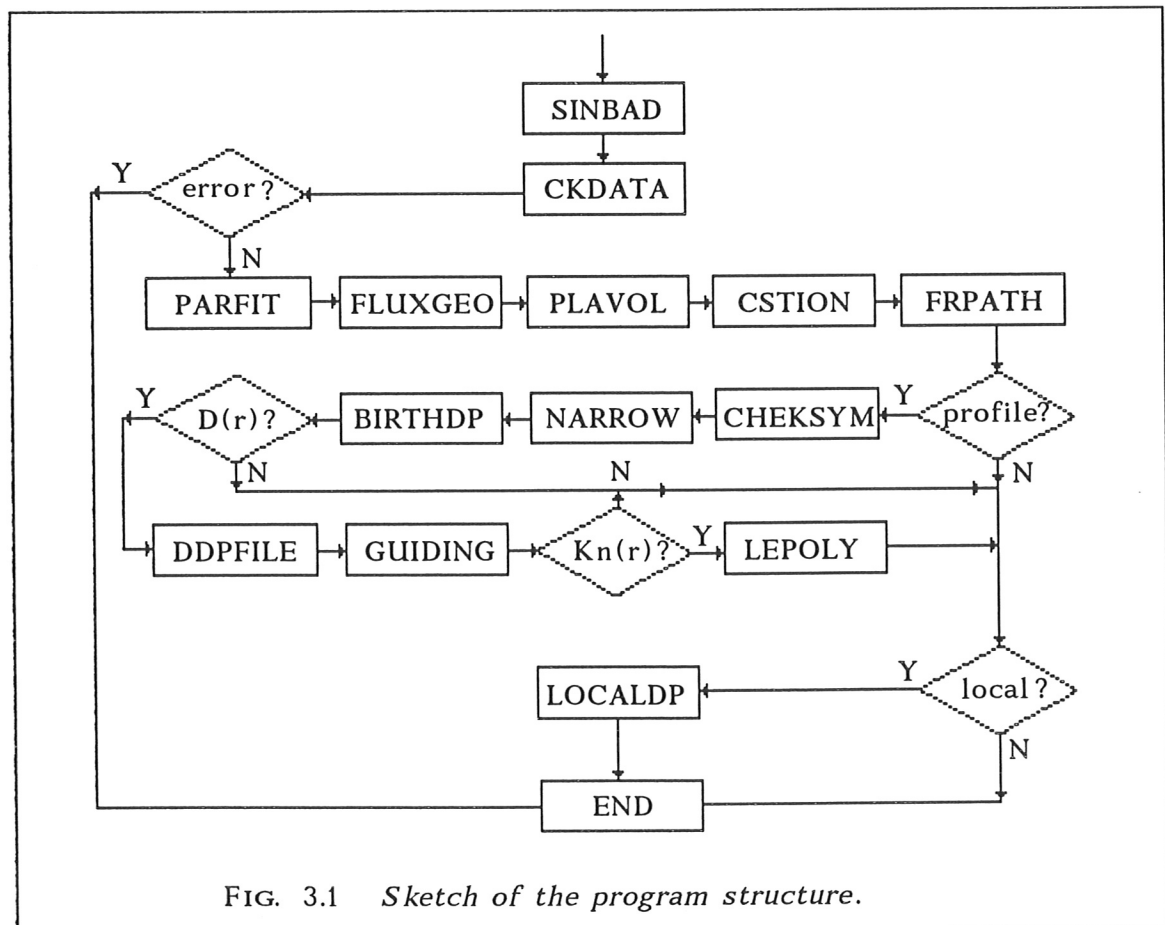 SINBAD
CKDATA
Y
error?
N
PARFIT
FLUXGEO
PLAVOL
CSTION
FRPATH
Y
D(r)?
BIRTHDP
NARROW
CHEKSYM
Y
profile?
N
N
N
DDPFILE
GUIDING
Kn(r)?
Y
LEPOLY
LOCALDP
Y
local?
N
END
FIG. 3.1 Sketch of the program structure.